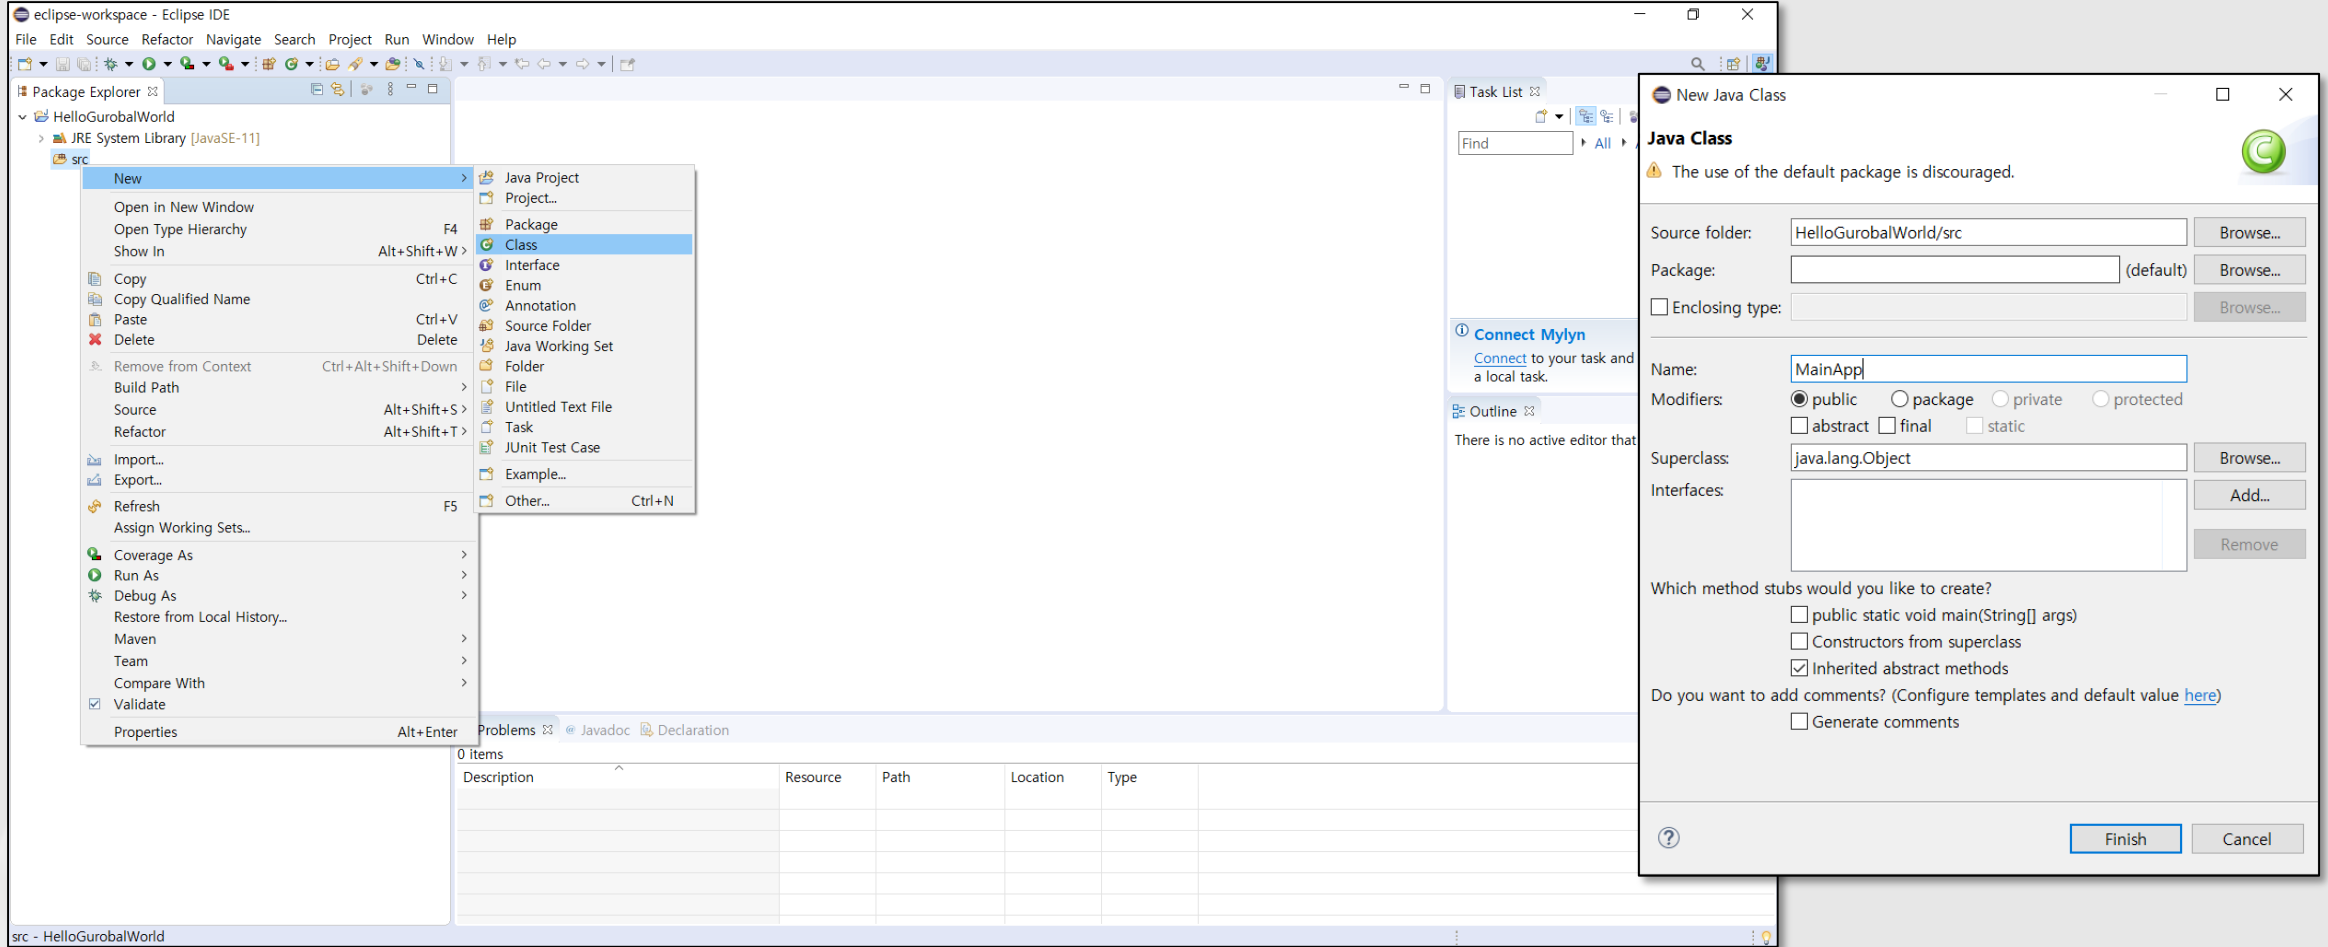 eclipse-workspace - Eclipse IDE
File Edit Source Refactor Navigate Search Project Run Window Help
Package Explorer
HelloGurobalWorld
JRE System Library [JavaSE-11]
src
New
Open in New Window
Open Type Hierarchy F4
Show In Alt+Shift+W
Copy Ctrl+C
Copy Qualified Name
Paste Ctrl+V
Delete Delete
Remove from Context Ctrl+Alt+Shift+Down
Build Path
Source Alt+Shift+S
Refactor Alt+Shift+T
Import...
Export...
Refresh F5
Assign Working Sets...
Coverage As
Run As
Debug As
Restore from Local History...
Maven
Team
Compare With
Validate
Properties Alt+Enter
Java Project
Project...
Package
Class
Interface
Enum
Annotation
Source Folder
Java Working Set
Folder
File
Untitled Text File
Task
JUnit Test Case
Example...
Other... Ctrl+N
Task List
Find All
Connect Mylyn
Connect to your task and
a local task.
Outline
There is no active editor that
Problems Javadoc Declaration
0 items
Description Resource Path Location Type
src - HelloGurobalWorld
New Java Class
Java Class
The use of the default package is discouraged.
Source folder: HelloGurobalWorld/src Browse...
Package: (default) Browse...
Enclosing type: Browse...
Name: MainApp
Modifiers: public package private protected
abstract final static
Superclass: java.lang.Object Browse...
Interfaces: Add...
Remove
Which method stubs would you like to create?
public static void main(String[] args)
Constructors from superclass
Inherited abstract methods
Do you want to add comments? (Configure templates and default value here)
Generate comments
Finish Cancel